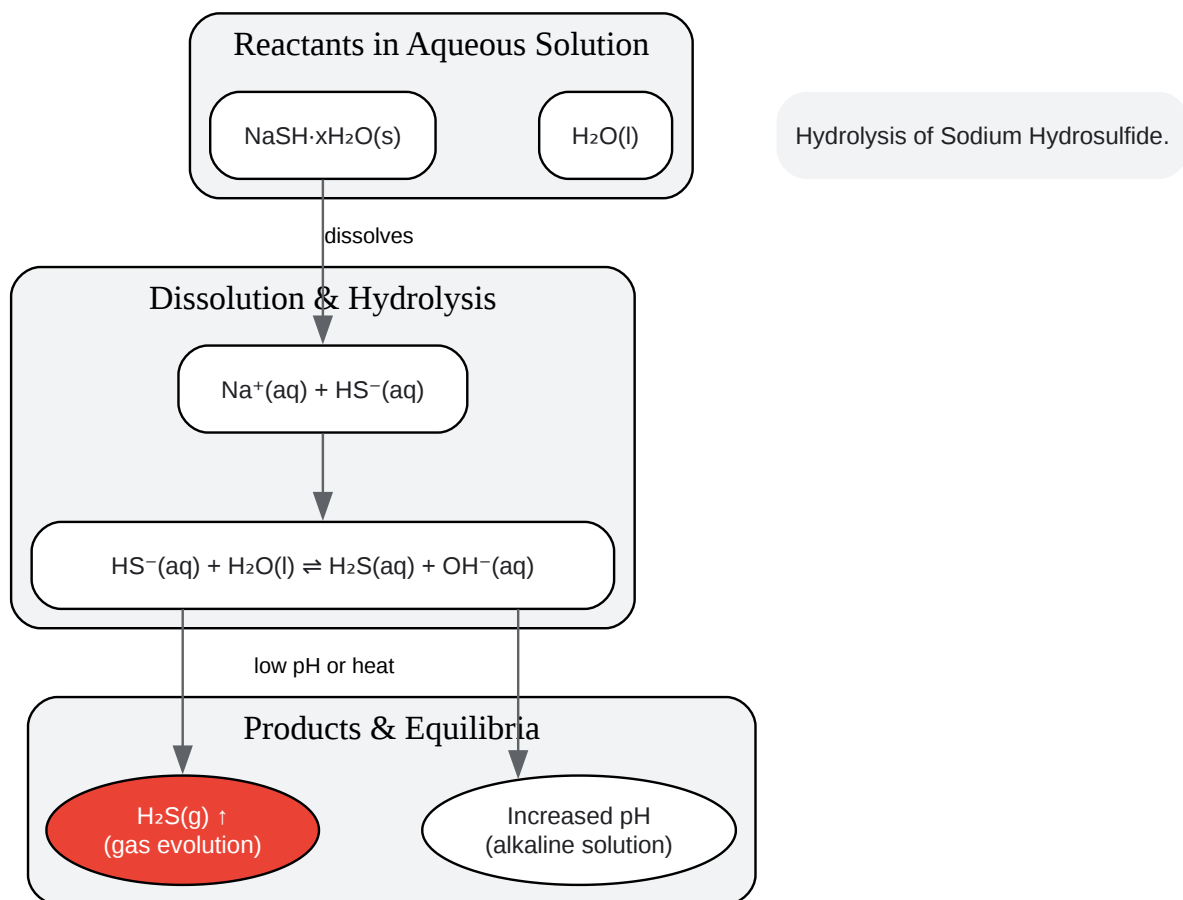 Reactants in Aqueous Solution
NaSH·xH₂O(s)
H₂O(l)
Hydrolysis of Sodium Hydrosulfide.
dissolves
Dissolution & Hydrolysis
Na⁺(aq) + HS⁻(aq)
HS⁻(aq) + H₂O(l) ⇌ H₂S(aq) + OH⁻(aq)
low pH or heat
Products & Equilibria
H₂S(g) ↑
(gas evolution)
Increased pH
(alkaline solution)